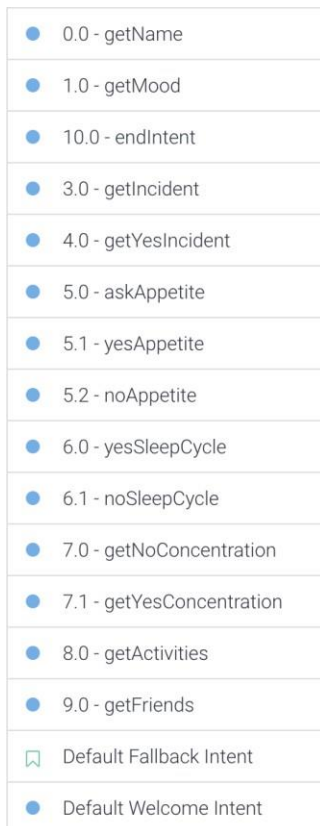 0.0 - getName
1.0 - getMood
10.0 - endIntent
3.0 - getIncident
4.0 - getYesIncident
5.0 - askAppetite
5.1 - yesAppetite
5.2 - noAppetite
6.0 - yesSleepCycle
6.1 - noSleepCycle
7.0 - getNoConcentration
7.1 - getYesConcentration
8.0 - getActivities
9.0 - getFriends
Default Fallback Intent
Default Welcome Intent